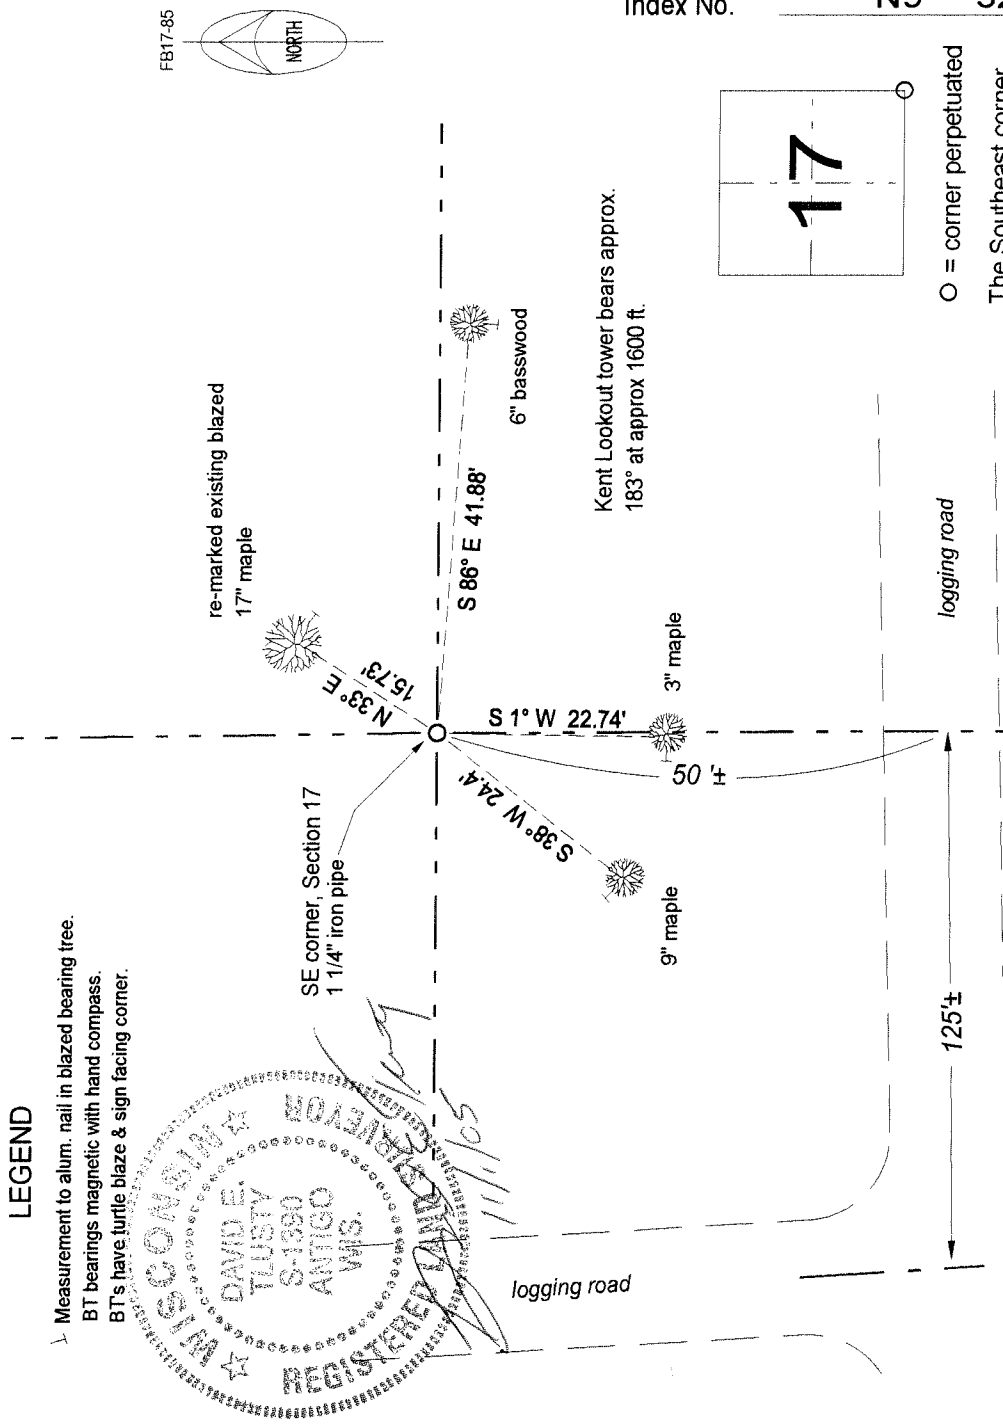 Index No.
FB17-85
NORTH
17
O = corner perpetuated
The Southeast corner
LEGEND
Measurement to alum. nail in blazed bearing tree.
BT bearings magnetic with hand compass.
BT's have turtle blaze & sign facing corner.
re-marked existing blazed
17" maple
N 33° E
15.73'
S 86° E 41.88'
6" basswood
Kent Lookout tower bears approx.
183° at approx 1600 ft.
SE corner, Section 17
1 1/4" iron pipe
S 1° W 22.74'
3" maple
S 38° W 24.4'
9" maple
50 '±
logging road
125'±
logging road
WISCONSIN
REGISTERED LAND SURVEYOR
DAVID E.
TLUSTY
S-1390
ANTIGO
WIS.